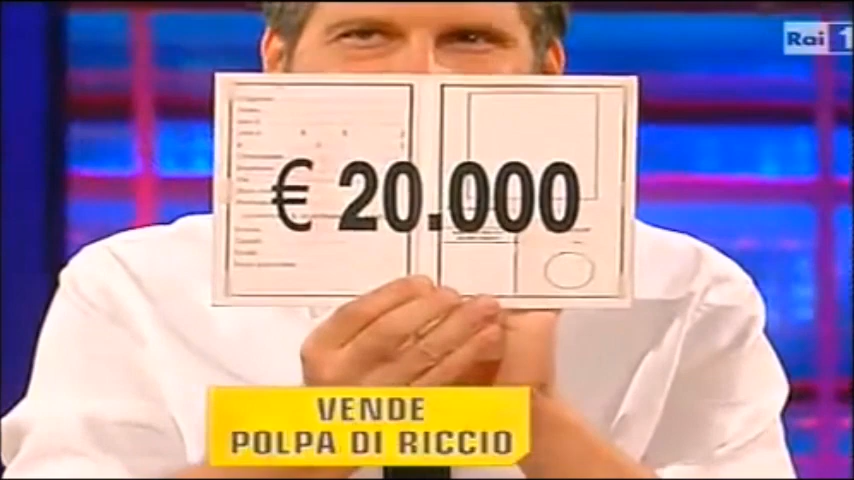 Rai 1
€ 20.000
VENDE
POLPA DI RICCIO